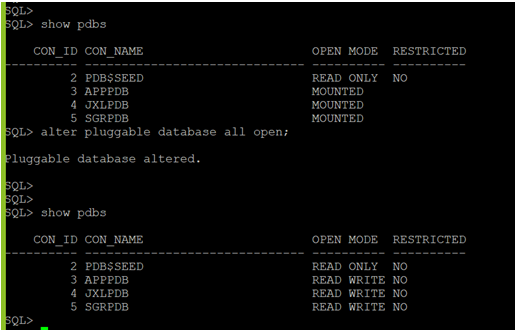 SQL>
SQL> show pdbs
    CON_ID CON_NAME                       OPEN MODE  RESTRICTED
---------- ------------------------------ ---------- ----------
         2 PDB$SEED                       READ ONLY  NO
         3 APPPDB                         MOUNTED
         4 JXLPDB                         MOUNTED
         5 SGRPDB                         MOUNTED
SQL> alter pluggable database all open;
Pluggable database altered.
SQL>
SQL>
SQL> show pdbs
    CON_ID CON_NAME                       OPEN MODE  RESTRICTED
---------- ------------------------------ ---------- ----------
         2 PDB$SEED                       READ ONLY  NO
         3 APPPDB                         READ WRITE NO
         4 JXLPDB                         READ WRITE NO
         5 SGRPDB                         READ WRITE NO
SQL>